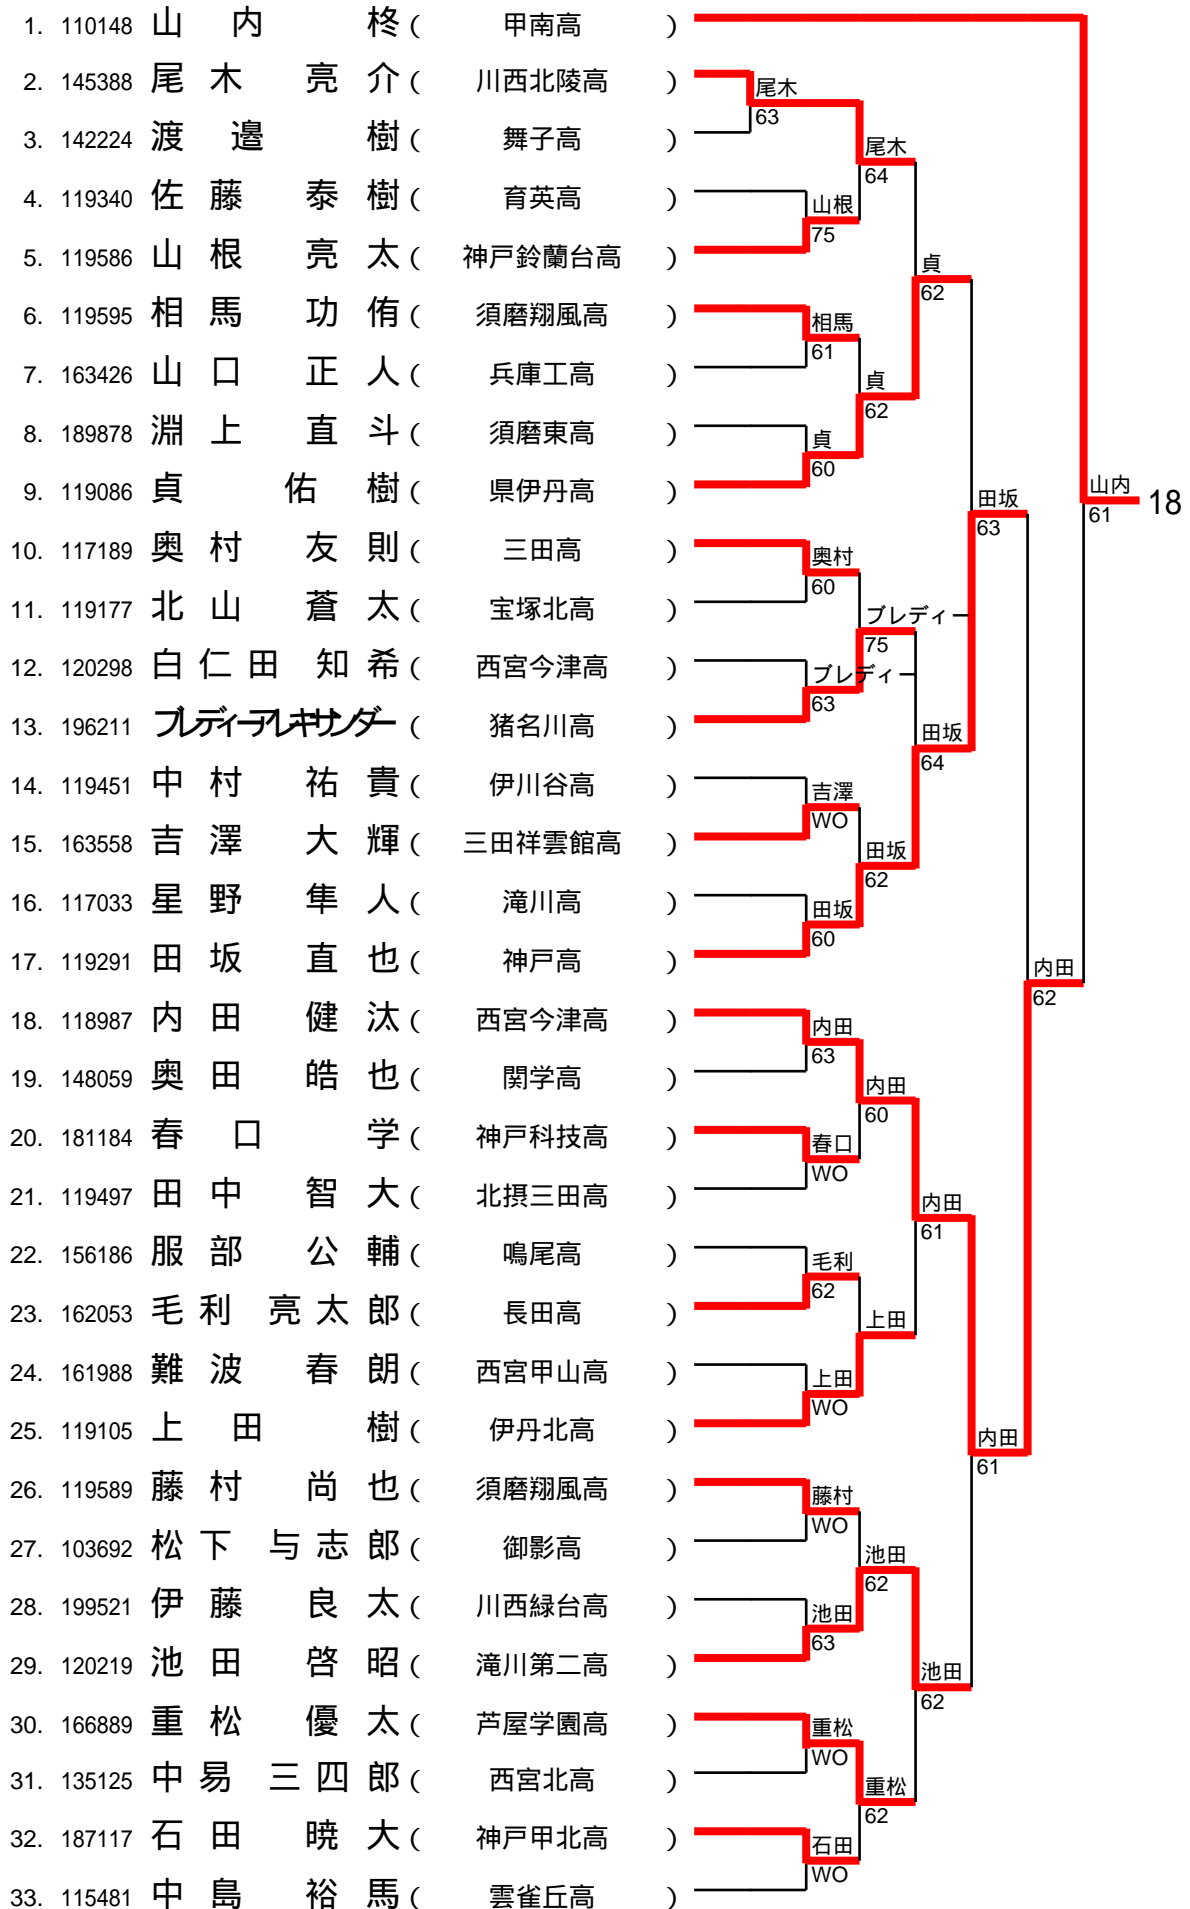 1. 110148 山 内 柊 ( 甲南高 )
2. 145388 尾 木 亮 介 ( 川西北陵高 ) 尾木
63
3. 142224 渡 邉 樹 ( 舞子高 ) 尾木
64
4. 119340 佐 藤 泰 樹 ( 育英高 ) 山根
75
5. 119586 山 根 亮 太 ( 神戸鈴蘭台高 ) 貞
62
6. 119595 相 馬 功 侑 ( 須磨翔風高 ) 相馬
61
7. 163426 山 口 正 人 ( 兵庫工高 ) 貞
62
8. 189878 淵 上 直 斗 ( 須磨東高 ) 貞
60
9. 119086 貞 佑 樹 ( 県伊丹高 ) 田坂 山内 18
63 61
10. 117189 奥 村 友 則 ( 三田高 ) 奥村
60
11. 119177 北 山 蒼 太 ( 宝塚北高 ) ブレディー
75
12. 120298 白 仁 田 知 希 ( 西宮今津高 ) ブレディー
63
13. 196211 ブレディーアレキサンダー ( 猪名川高 ) 田坂
64
14. 119451 中 村 祐 貴 ( 伊川谷高 ) 吉澤
WO
15. 163558 吉 澤 大 輝 ( 三田祥雲館高 ) 田坂
62
16. 117033 星 野 隼 人 ( 滝川高 ) 田坂
60
17. 119291 田 坂 直 也 ( 神戸高 ) 内田
62
18. 118987 内 田 健 汰 ( 西宮今津高 ) 内田
63
19. 148059 奥 田 皓 也 ( 関学高 ) 内田
60
20. 181184 春 口 学 ( 神戸科技高 ) 春口
WO
21. 119497 田 中 智 大 ( 北摂三田高 ) 内田
61
22. 156186 服 部 公 輔 ( 鳴尾高 ) 毛利
62
23. 162053 毛 利 亮 太 郎 ( 長田高 ) 上田
24. 161988 難 波 春 朗 ( 西宮甲山高 ) 上田
WO
25. 119105 上 田 樹 ( 伊丹北高 ) 内田
61
26. 119589 藤 村 尚 也 ( 須磨翔風高 ) 藤村
WO
27. 103692 松 下 与 志 郎 ( 御影高 ) 池田
62
28. 199521 伊 藤 良 太 ( 川西緑台高 ) 池田
63
29. 120219 池 田 啓 昭 ( 滝川第二高 ) 池田
62
30. 166889 重 松 優 太 ( 芦屋学園高 ) 重松
WO
31. 135125 中 易 三 四 郎 ( 西宮北高 ) 重松
62
32. 187117 石 田 暁 大 ( 神戸甲北高 ) 石田
WO
33. 115481 中 島 裕 馬 ( 雲雀丘高 )